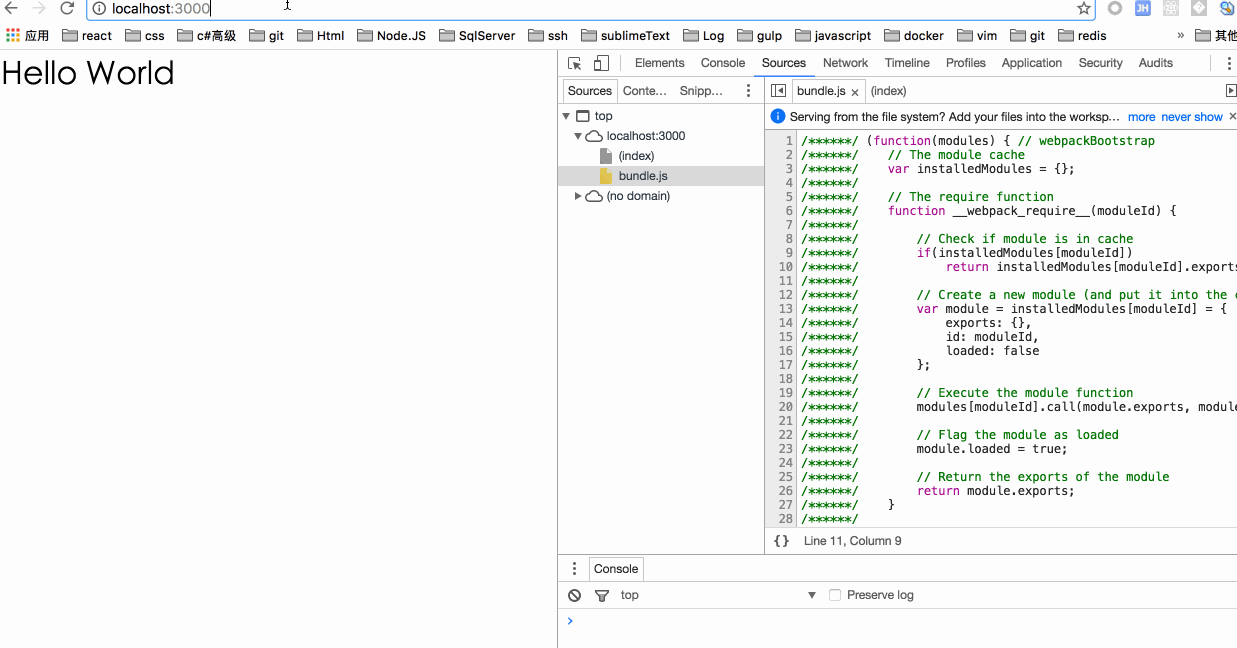 localhost:3000
JH
应用 react css c#高级 git Html Node.JS SqlServer ssh sublimeText Log gulp javascript docker vim git redis » 其他
Hello World
Elements Console Sources Network Timeline Profiles Application Security Audits
Sources Conte... Snipp...
top
localhost:3000
(index)
bundle.js
(no domain)
bundle.js × (index)
Serving from the file system? Add your files into the worksp... more never show ×
1 /******/ (function(modules) { // webpackBootstrap
2 /******/ // The module cache
3 /******/ var installedModules = {};
4 /******/
5 /******/ // The require function
6 /******/ function __webpack_require__(moduleId) {
7 /******/
8 /******/ // Check if module is in cache
9 /******/ if(installedModules[moduleId])
10 /******/ return installedModules[moduleId].exports
11 /******/
12 /******/ // Create a new module (and put it into the
13 /******/ var module = installedModules[moduleId] = {
14 /******/ exports: {},
15 /******/ id: moduleId,
16 /******/ loaded: false
17 /******/ };
18 /******/
19 /******/ // Execute the module function
20 /******/ modules[moduleId].call(module.exports, module
21 /******/
22 /******/ // Flag the module as loaded
23 /******/ module.loaded = true;
24 /******/
25 /******/ // Return the exports of the module
26 /******/ return module.exports;
27 /******/ }
28 /******/
{} Line 11, Column 9
Console
top ▼ Preserve log
>